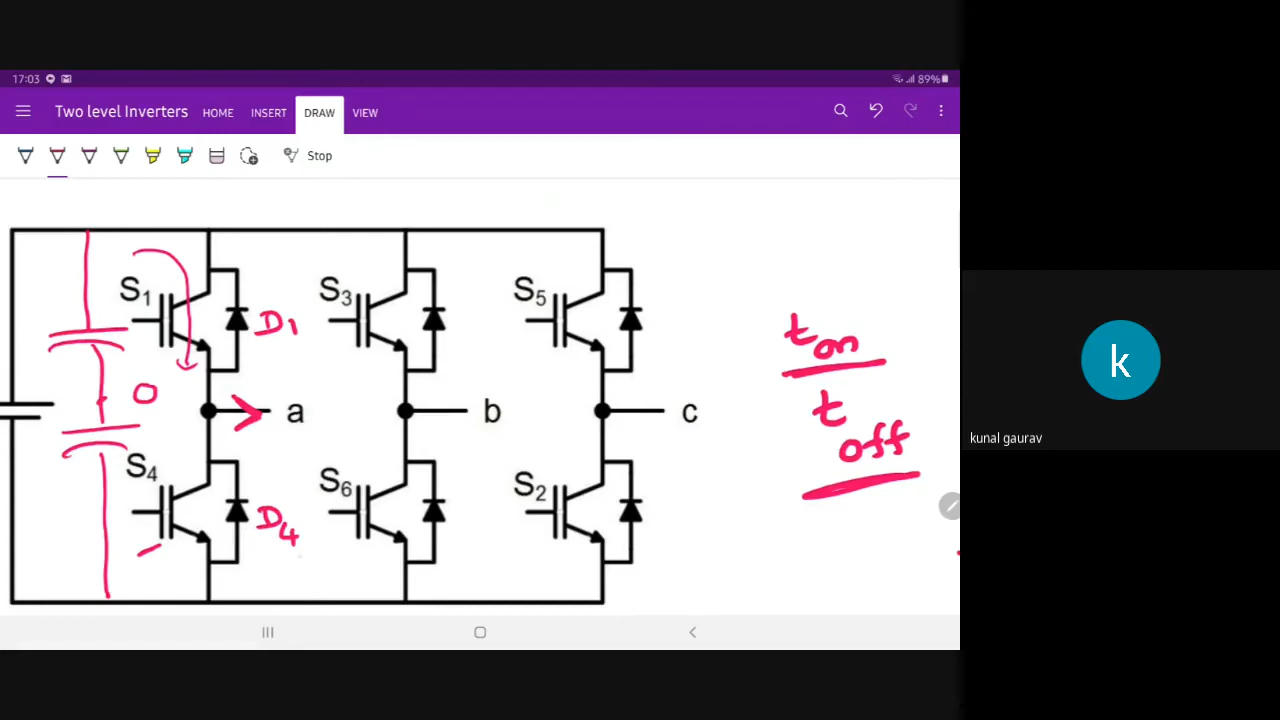 17:03 89%
Two level Inverters HOME INSERT DRAW VIEW
Stop
S1 D1 S3 S5
ton
toff
O
a b c
S4 D4 S6 S2
k
kunal gaurav